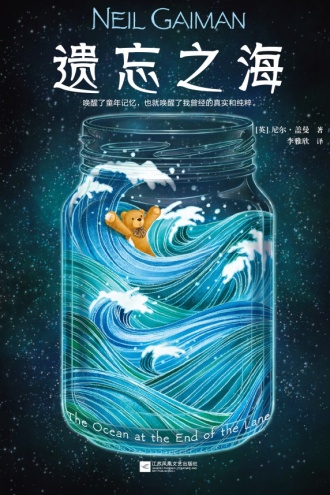 NEIL GAIMAN
遗忘之海
唤醒了童年记忆，也就唤醒了我曾经的真实和纯粹。
[英] 尼尔·盖曼 著
李雅欣 译
The Ocean at the End of the Lane
江苏凤凰文艺出版社